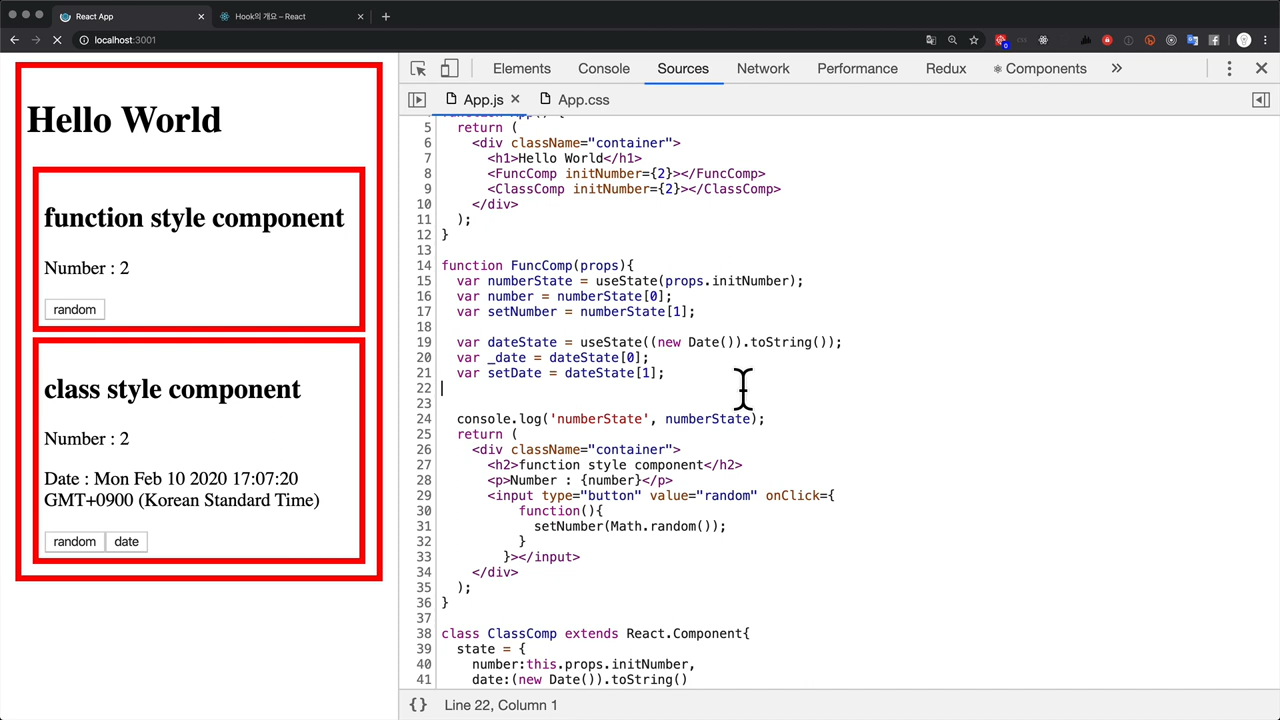 React App
Hook의 개요 – React
localhost:3001
Hello World
function style component
Number : 2
random
class style component
Number : 2
Date : Mon Feb 10 2020 17:07:20
GMT+0900 (Korean Standard Time)
random
date
Elements Console Sources Network Performance Redux Components
App.js App.css
5 return (
6 <div className="container">
7 <h1>Hello World</h1>
8 <FuncComp initNumber={2}></FuncComp>
9 <ClassComp initNumber={2}></ClassComp>
10 </div>
11 );
12 }
13
14 function FuncComp(props){
15 var numberState = useState(props.initNumber);
16 var number = numberState[0];
17 var setNumber = numberState[1];
18
19 var dateState = useState((new Date()).toString());
20 var _date = dateState[0];
21 var setDate = dateState[1];
22
23
24 console.log('numberState', numberState);
25 return (
26 <div className="container">
27 <h2>function style component</h2>
28 <p>Number : {number}</p>
29 <input type="button" value="random" onClick={
30 function(){
31 setNumber(Math.random());
32 }
33 }></input>
34 </div>
35 );
36 }
37
38 class ClassComp extends React.Component{
39 state = {
40 number:this.props.initNumber,
41 date:(new Date()).toString()
{} Line 22, Column 1